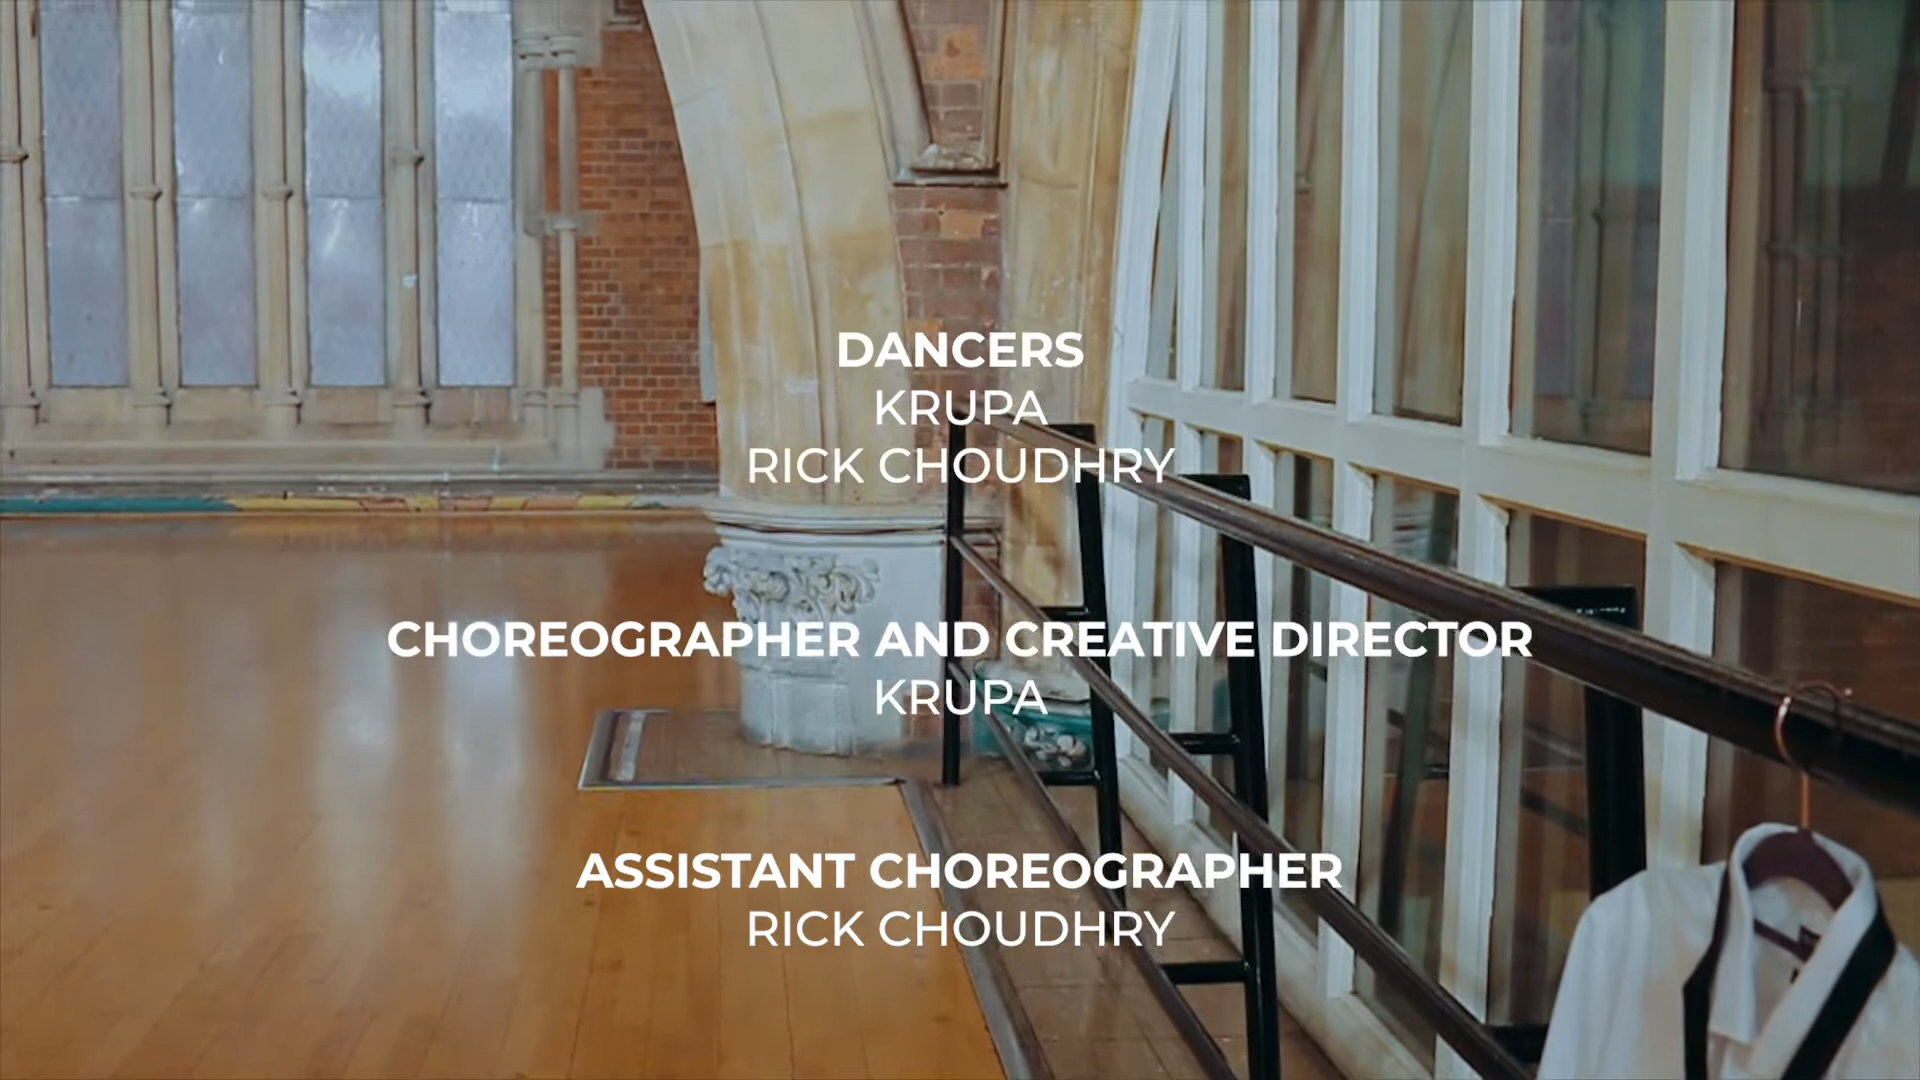 DANCERS
KRUPA
RICK CHOUDHRY
CHOREOGRAPHER AND CREATIVE DIRECTOR
KRUPA
ASSISTANT CHOREOGRAPHER
RICK CHOUDHRY